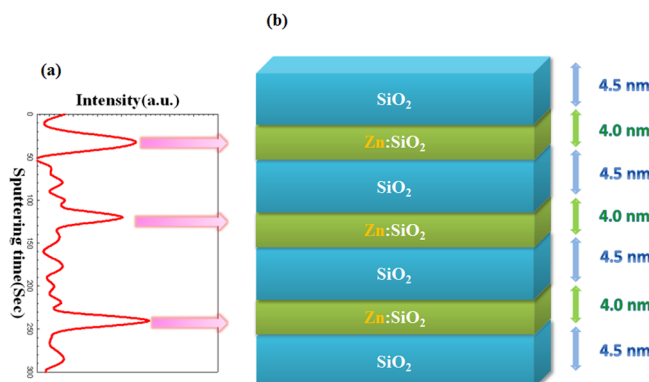 (b)
(a)
Intensity(a.u.)
Sputtering time(Sec)
0
50
100
150
200
250
300
SiO2
Zn:SiO2
SiO2
Zn:SiO2
SiO2
Zn:SiO2
SiO2
4.5 nm
4.0 nm
4.5 nm
4.0 nm
4.5 nm
4.0 nm
4.5 nm